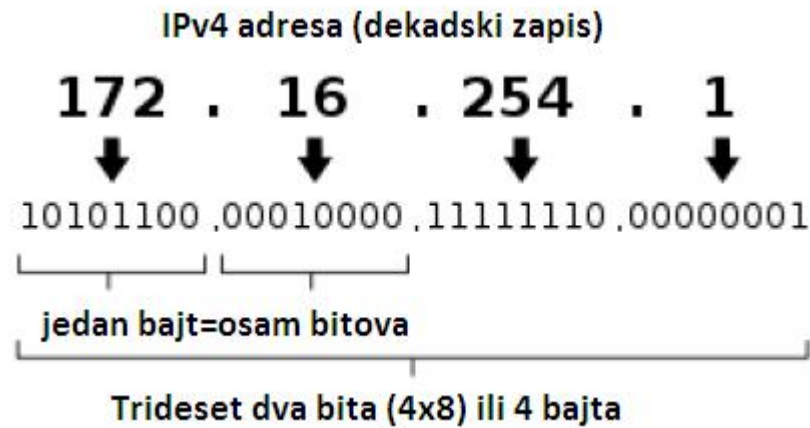 IPv4 adresa (dekadski zapis)
172 . 16 . 254 . 1
10101100 .00010000 .11111110 .00000001
jedan bajt=osam bitova
Trideset dva bita (4x8) ili 4 bajta